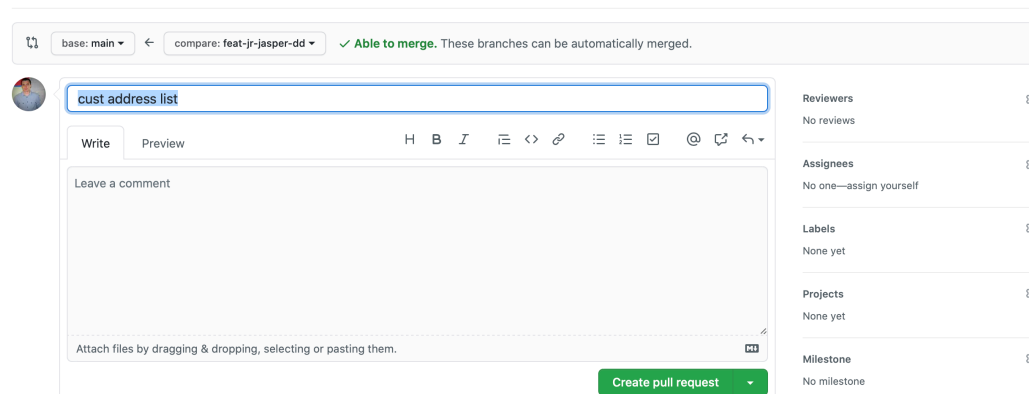 base: main compare: feat-jr-jasper-dd Able to merge. These branches can be automatically merged.
cust address list
Write Preview
Leave a comment
Attach files by dragging & dropping, selecting or pasting them.
Create pull request
Reviewers
No reviews
Assignees
No one—assign yourself
Labels
None yet
Projects
None yet
Milestone
No milestone